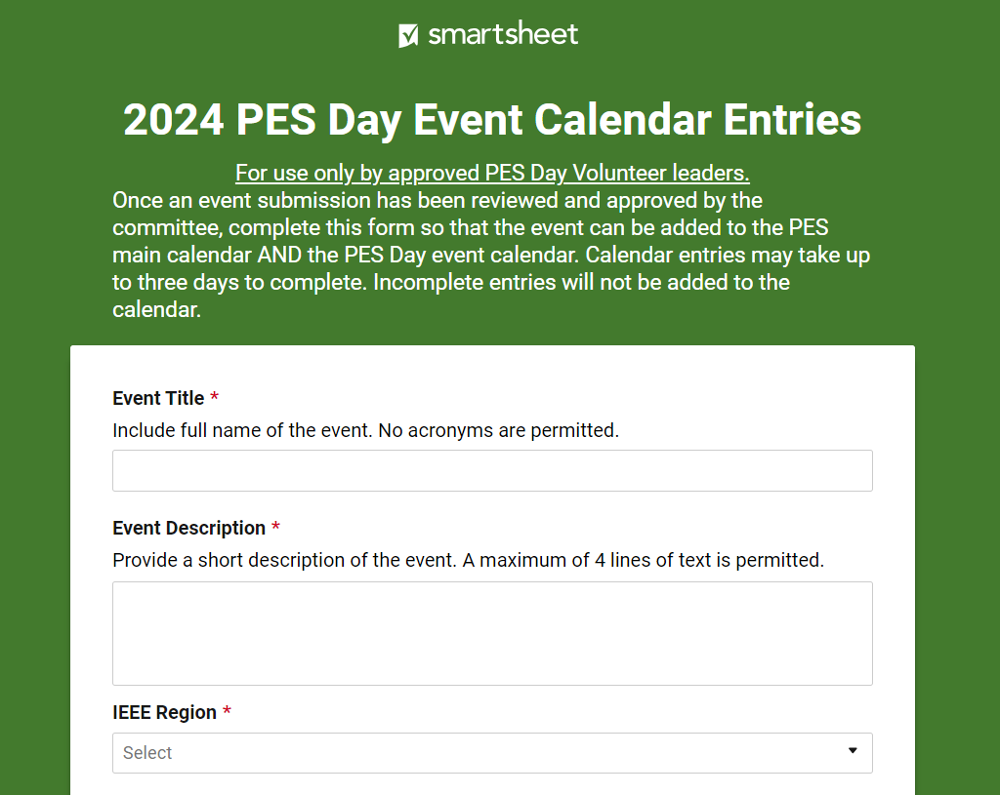 smartsheet
2024 PES Day Event Calendar Entries
For use only by approved PES Day Volunteer leaders.
Once an event submission has been reviewed and approved by the
committee, complete this form so that the event can be added to the PES
main calendar AND the PES Day event calendar. Calendar entries may take up
to three days to complete. Incomplete entries will not be added to the
calendar.
Event Title *
Include full name of the event. No acronyms are permitted.
Event Description *
Provide a short description of the event. A maximum of 4 lines of text is permitted.
IEEE Region *
Select